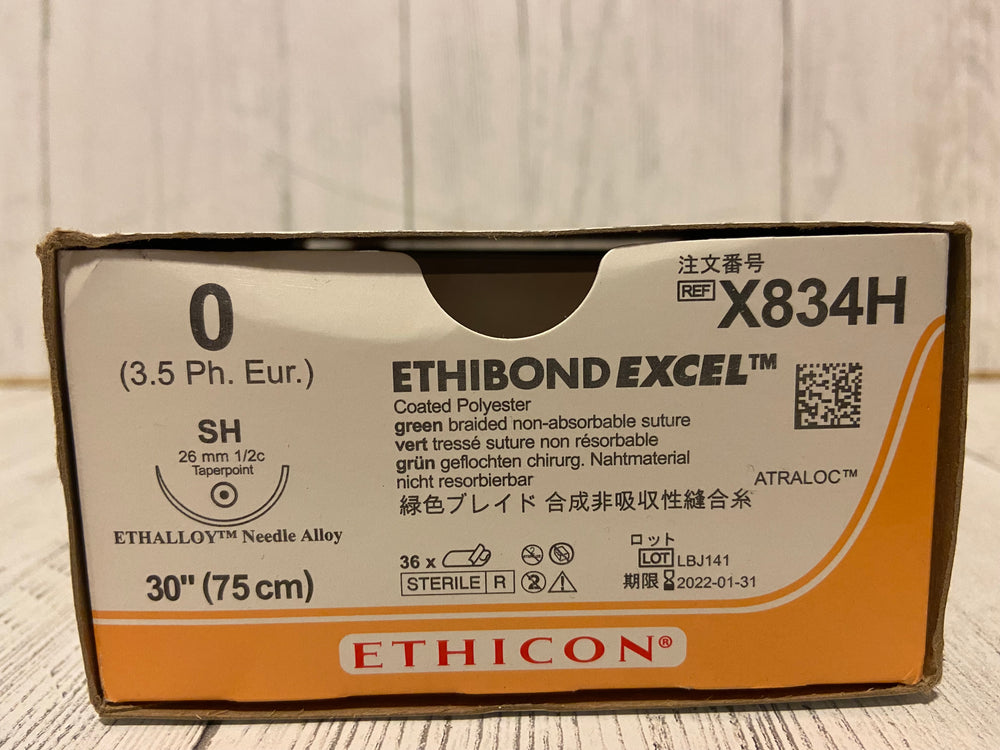 0
(3.5 Ph. Eur.)
SH
26 mm 1/2c
Taperpoint
ETHALLOY™ Needle Alloy
30" (75 cm)
注文番号
REF X834H
ETHIBOND EXCEL™
Coated Polyester
green braided non-absorbable suture
vert tressé suture non résorbable
grün geflochten chirurg. Nahtmaterial
nicht resorbierbar
緑色ブレイド 合成非吸収性縫合糸
ATRALOC™
36 x
STERILE R
2
ロット
LOT LBJ141
期限 2022-01-31
ETHICON®